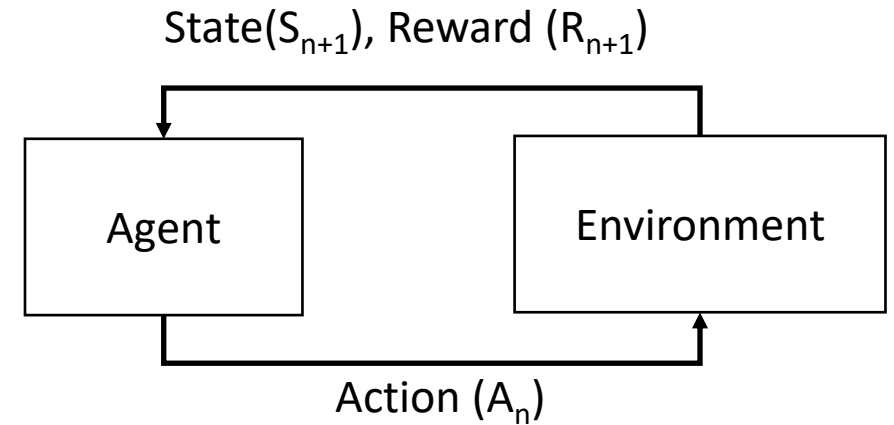 State(Sₙ₊₁), Reward (Rₙ₊₁)
Agent
Environment
Action (Aₙ)